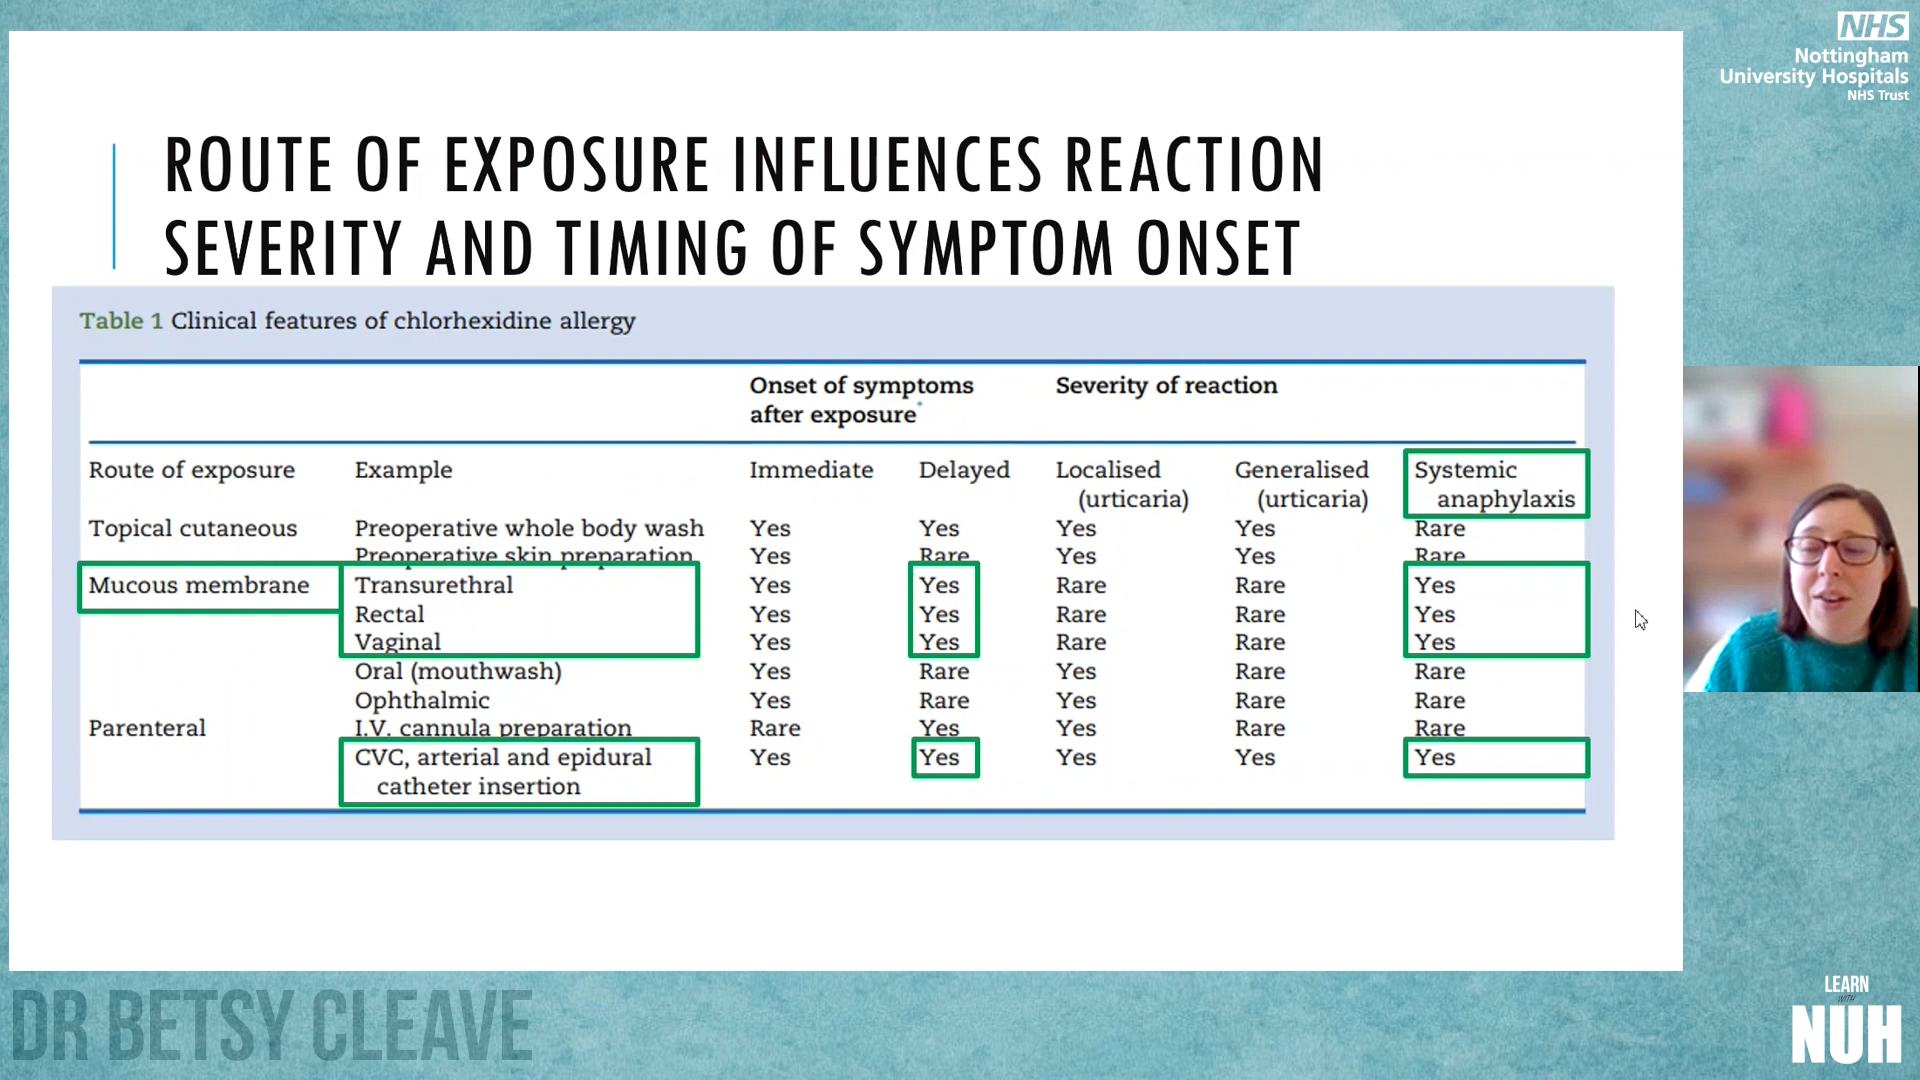 NHS
Nottingham
University Hospitals
NHS Trust
ROUTE OF EXPOSURE INFLUENCES REACTION
SEVERITY AND TIMING OF SYMPTOM ONSET
Table 1 Clinical features of chlorhexidine allergy
Onset of symptoms after exposure* Severity of reaction
Route of exposure Example Immediate Delayed Localised (urticaria) Generalised (urticaria) Systemic anaphylaxis
Topical cutaneous Preoperative whole body wash Yes Yes Yes Yes Rare
Preoperative skin preparation Yes Rare Yes Yes Rare
Mucous membrane Transurethral Yes Yes Rare Rare Yes
Rectal Yes Yes Rare Rare Yes
Vaginal Yes Yes Rare Rare Yes
Oral (mouthwash) Yes Rare Yes Rare Rare
Ophthalmic Yes Rare Yes Rare Rare
Parenteral I.V. cannula preparation Rare Yes Yes Rare Rare
CVC, arterial and epidural catheter insertion Yes Yes Yes Yes Yes
DR BETSY CLEAVE
LEARN
WITH
NUH